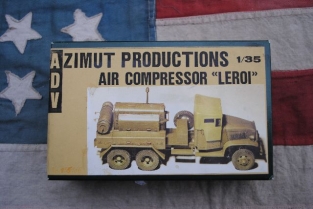 ADV
AZIMUT PRODUCTIONS 1/35
AIR COMPRESSOR "LEROI"